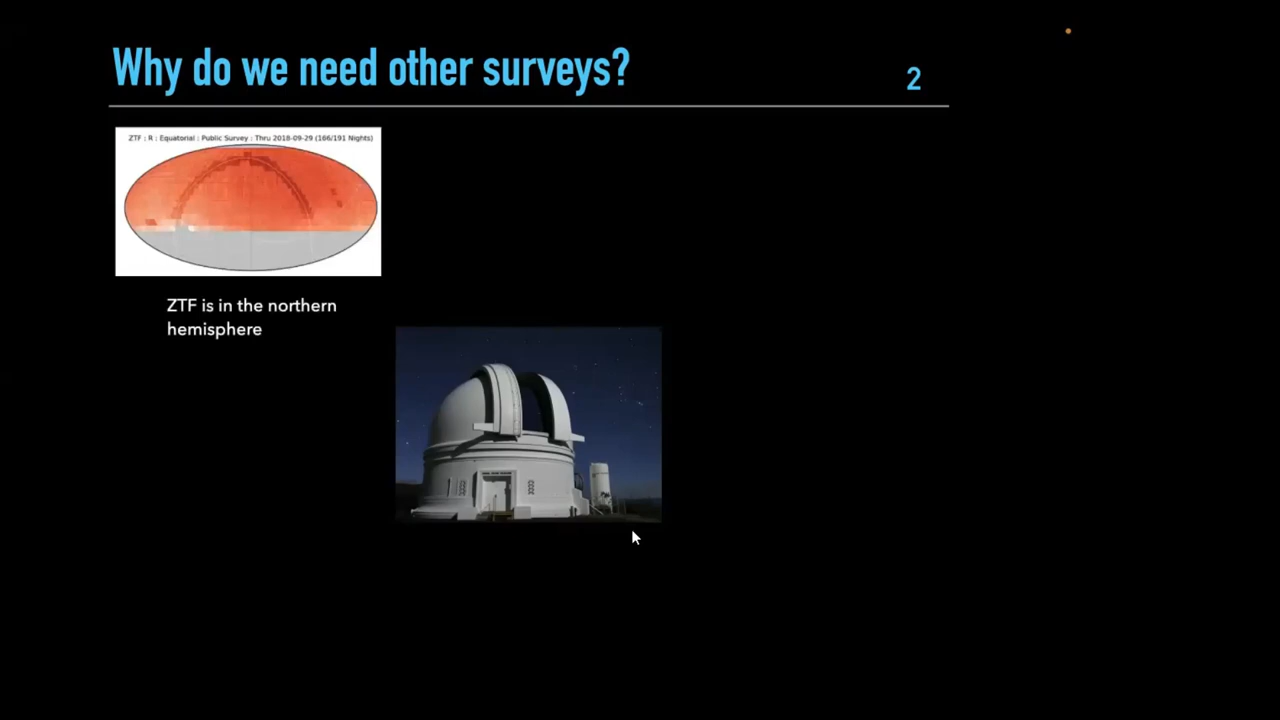 Why do we need other surveys?
2
ZTF : R : Equatorial : Public Survey : Thru 2018-09-29 (166/191 Nights)
ZTF is in the northern
hemisphere